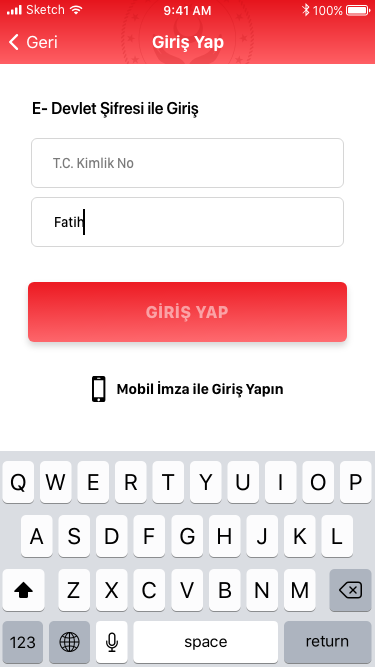 Sketch 9:41 AM 100%
Geri Giriş Yap
E- Devlet Şifresi ile Giriş
T.C. Kimlik No
Fatih
GİRİŞ YAP
Mobil İmza ile Giriş Yapın
Q W E R T Y U I O P
A S D F G H J K L
Z X C V B N M
123 space return